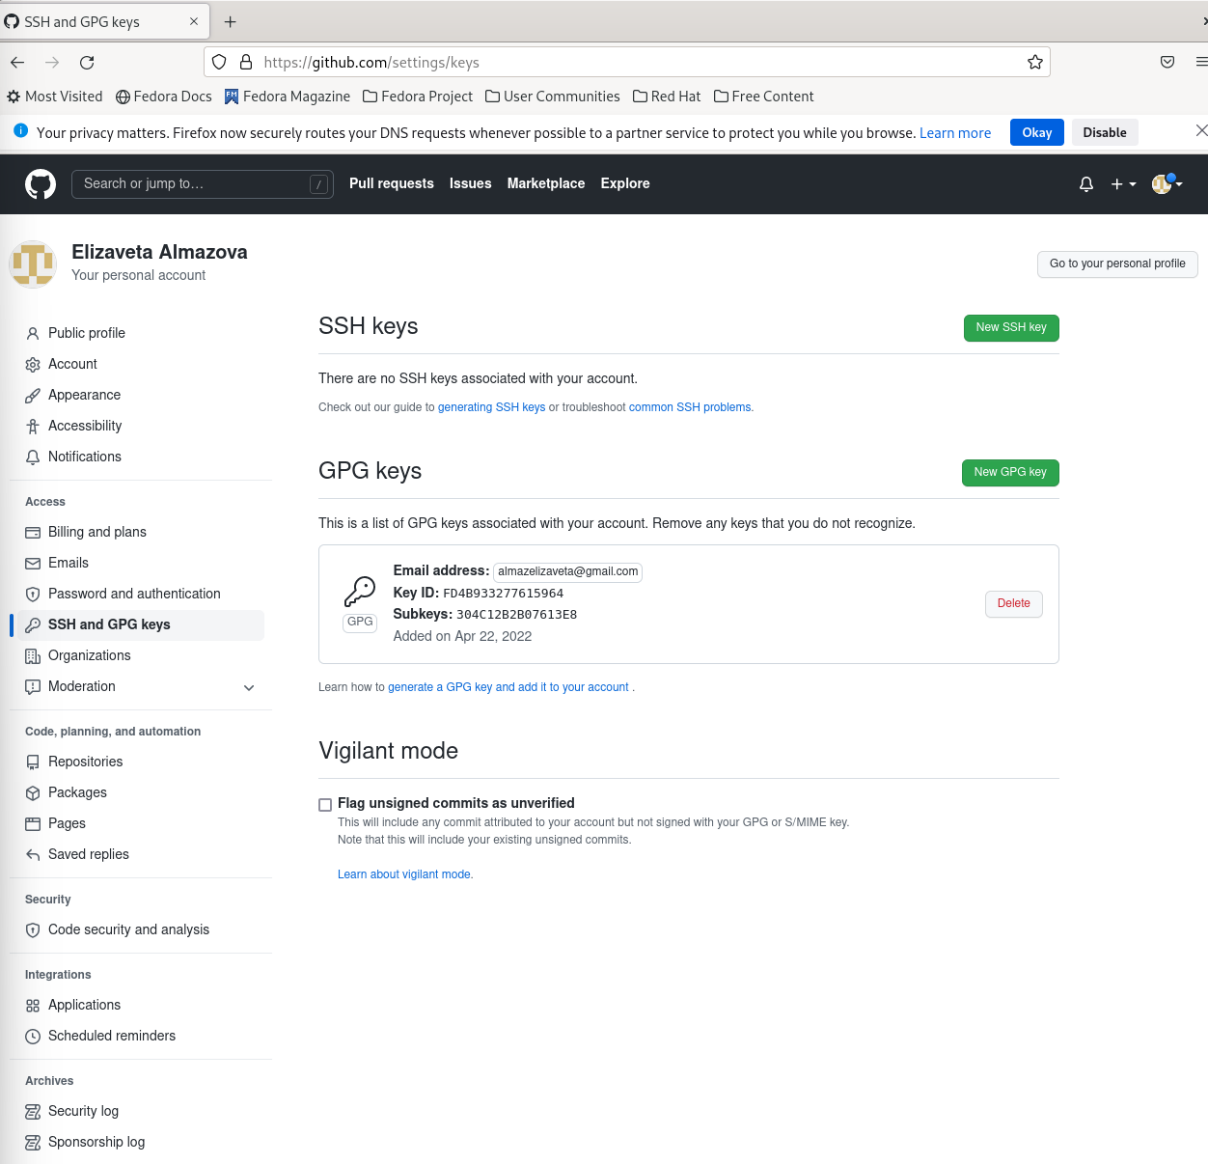 SSH and GPG keys
https://github.com/settings/keys
Most Visited Fedora Docs Fedora Magazine Fedora Project User Communities Red Hat Free Content
Your privacy matters. Firefox now securely routes your DNS requests whenever possible to a partner service to protect you while you browse. Learn more Okay Disable
Search or jump to… / Pull requests Issues Marketplace Explore
Elizaveta Almazova
Your personal account
Go to your personal profile
Public profile
Account
Appearance
Accessibility
Notifications
Access
Billing and plans
Emails
Password and authentication
SSH and GPG keys
Organizations
Moderation
Code, planning, and automation
Repositories
Packages
Pages
Saved replies
Security
Code security and analysis
Integrations
Applications
Scheduled reminders
Archives
Security log
Sponsorship log
SSH keys
New SSH key
There are no SSH keys associated with your account.
Check out our guide to generating SSH keys or troubleshoot common SSH problems.
GPG keys
New GPG key
This is a list of GPG keys associated with your account. Remove any keys that you do not recognize.
GPG
Email address: almazelizaveta@gmail.com
Key ID: FD4B933277615964
Subkeys: 304C12B2B07613E8
Added on Apr 22, 2022
Delete
Learn how to generate a GPG key and add it to your account .
Vigilant mode
Flag unsigned commits as unverified
This will include any commit attributed to your account but not signed with your GPG or S/MIME key.
Note that this will include your existing unsigned commits.
Learn about vigilant mode.